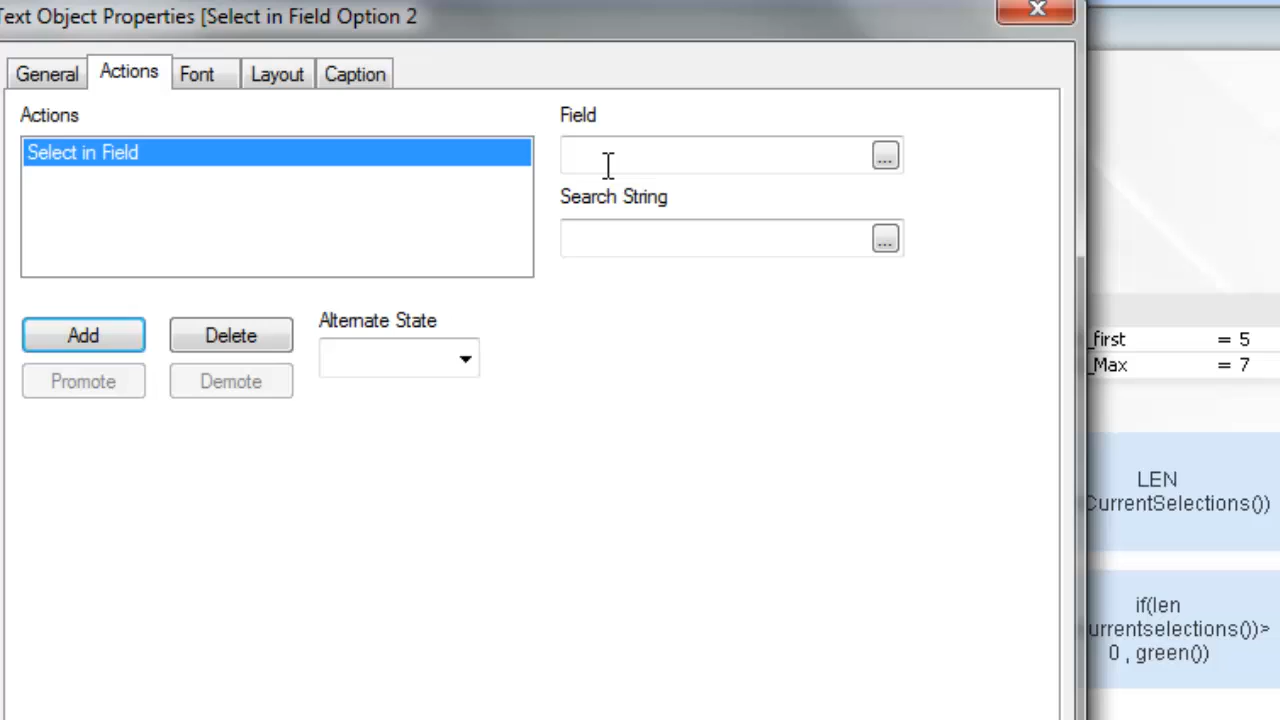 Text Object Properties [Select in Field Option 2
General Actions Font Layout Caption
Actions
Field
Select in Field
...
Search String
...
Add
Delete
Alternate State
Promote
Demote
_first = 5
_Max = 7
LEN
CurrentSelections())
if(len
urrentselections())>
0 , green())